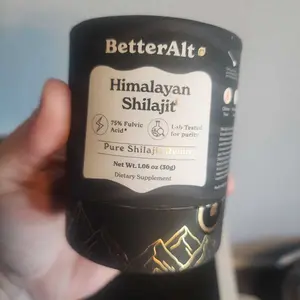 BetterAlt
Himalayan
Shilajit
75% Fulvic
Acid*
Lab Tested
for purity
Pure Shilajit
Net Wt. 1.06 oz (30g)
Dietary Supplement